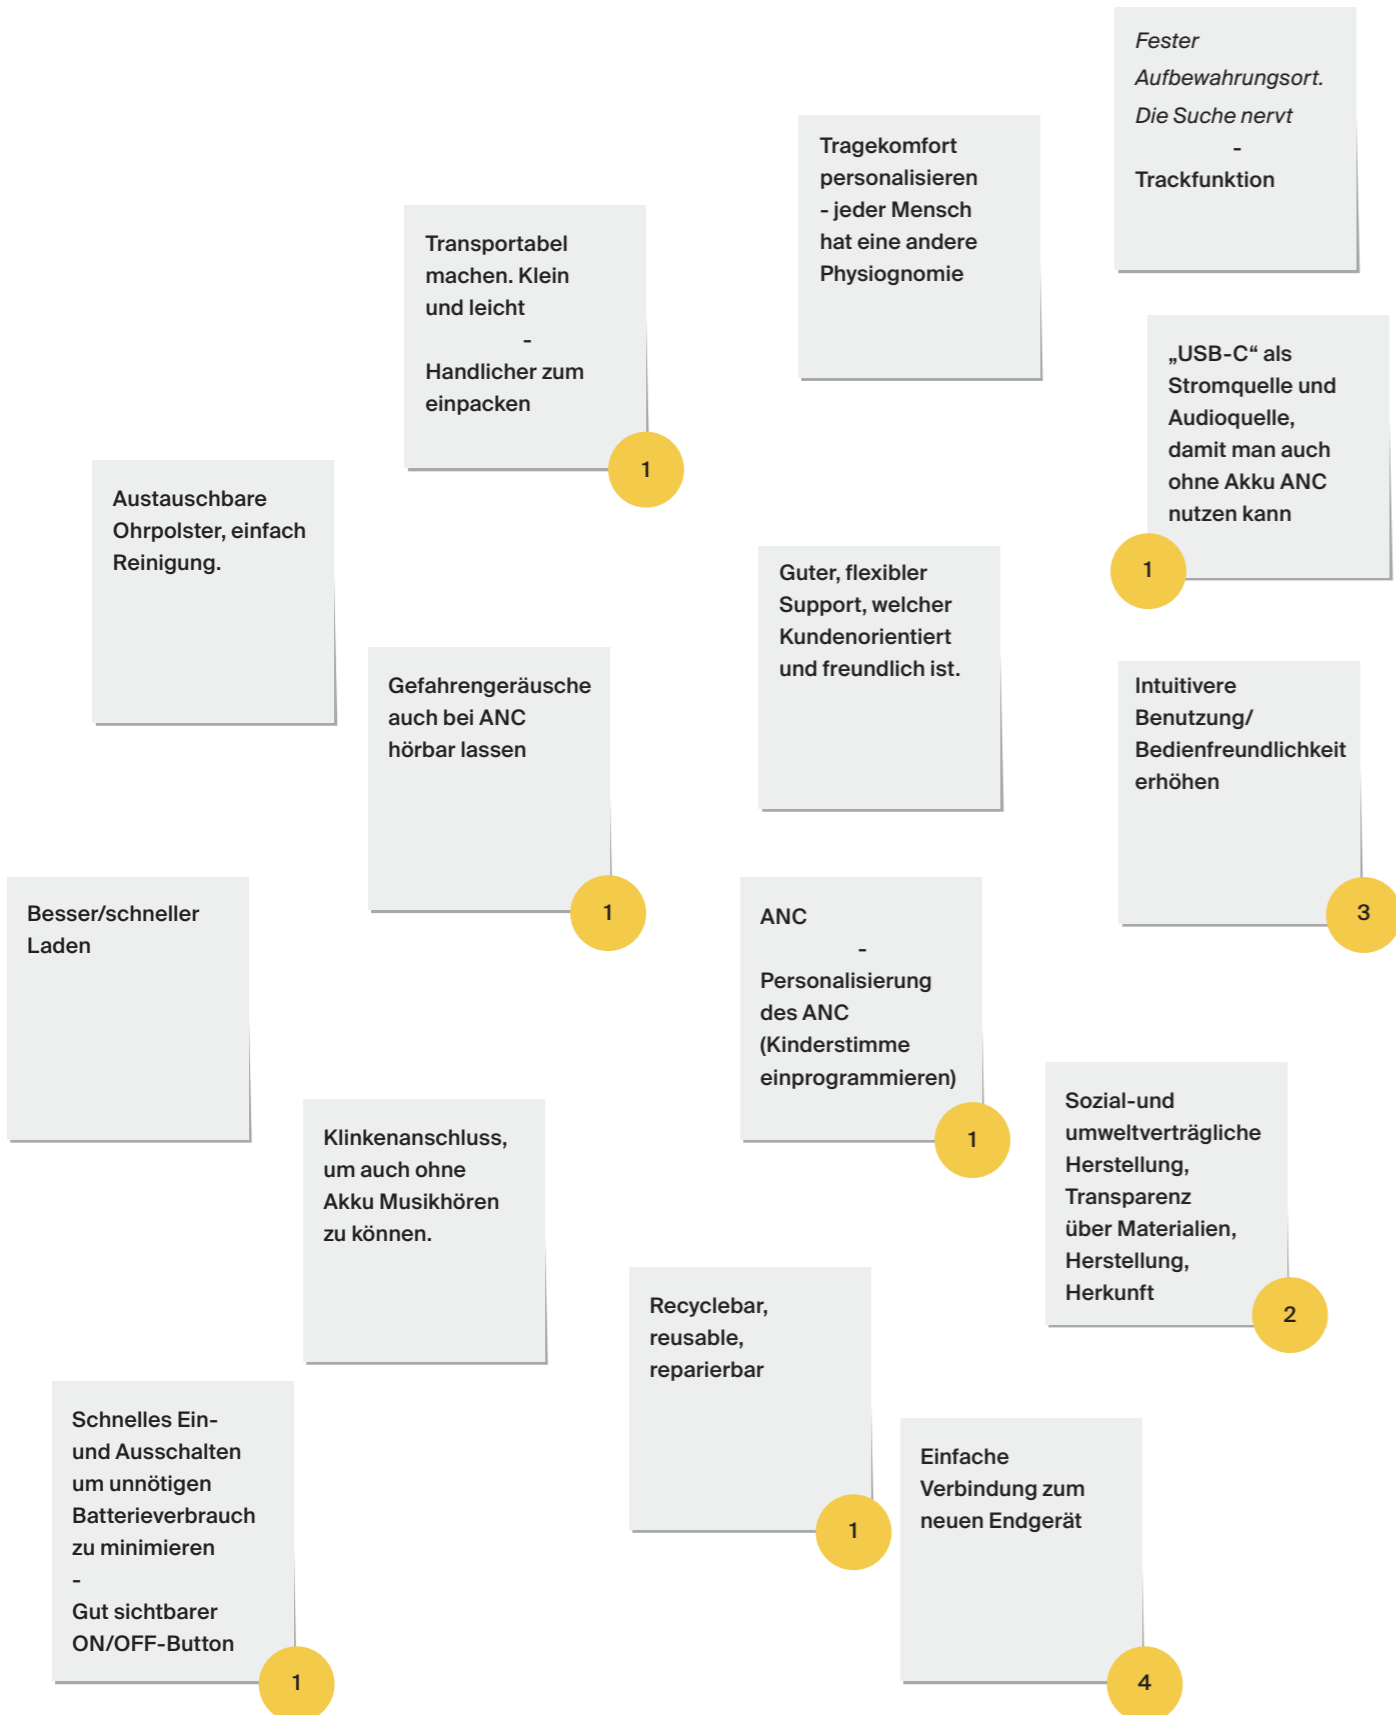 Fester
Aufbewahrungsort.
Die Suche nervt
-
Trackfunktion
Tragekomfort
personalisieren
- jeder Mensch
hat eine andere
Physiognomie
Transportabel
machen. Klein
und leicht
-
Handlicher zum
einpacken
1
„USB-C“ als
Stromquelle und
Audioquelle,
damit man auch
ohne Akku ANC
nutzen kann
1
Austauschbare
Ohrpolster, einfach
Reinigung.
Guter, flexibler
Support, welcher
Kundenorientiert
und freundlich ist.
Gefahrengeräusche
auch bei ANC
hörbar lassen
1
Intuitivere
Benutzung/
Bedienfreundlichkeit
erhöhen
3
Besser/schneller
Laden
ANC
-
Personalisierung
des ANC
(Kinderstimme
einprogrammieren)
1
Sozial-und
umweltverträgliche
Herstellung,
Transparenz
über Materialien,
Herstellung,
Herkunft
2
Klinkenanschluss,
um auch ohne
Akku Musikhören
zu können.
Recyclebar,
reusable,
reparierbar
1
Schnelles Ein-
und Ausschalten
um unnötigen
Batterieverbrauch
zu minimieren
-
Gut sichtbarer
ON/OFF-Button
1
Einfache
Verbindung zum
neuen Endgerät
4